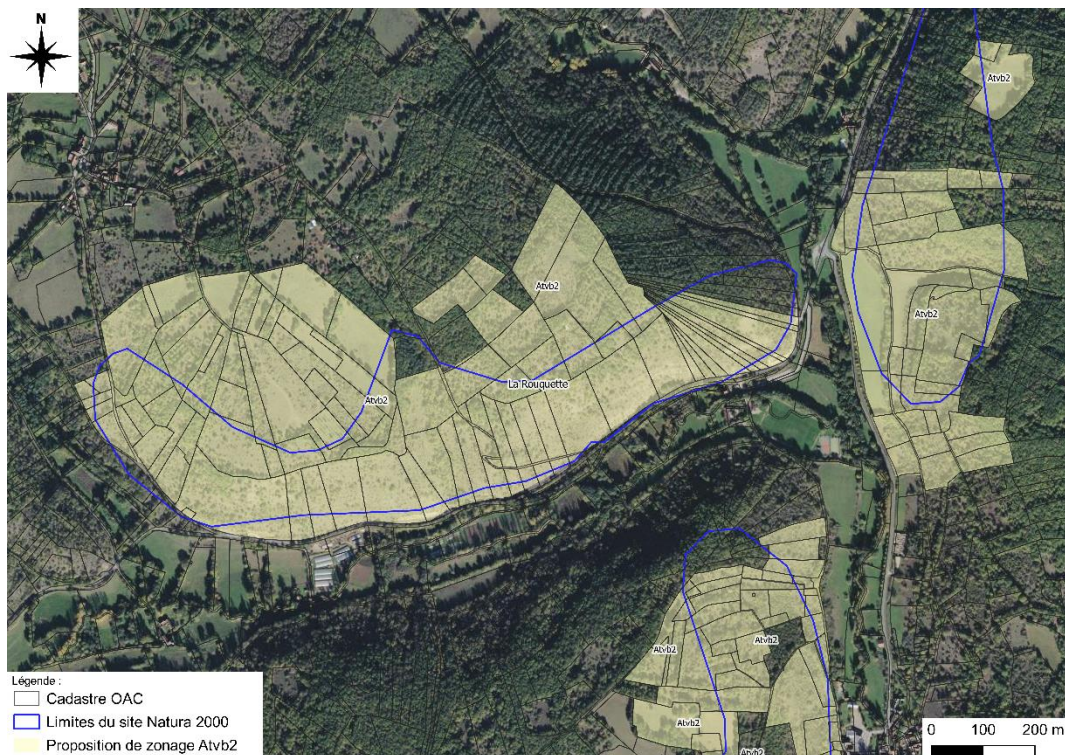 N
Atvb2
Atvb2
Atvb2
La Rouquette
Atvb2
Atvb2
Atvb2
Atvb2
Atvb2
Légende :
Cadastre OAC
Limites du site Natura 2000
Proposition de zonage Atvb2
0 100 200 m